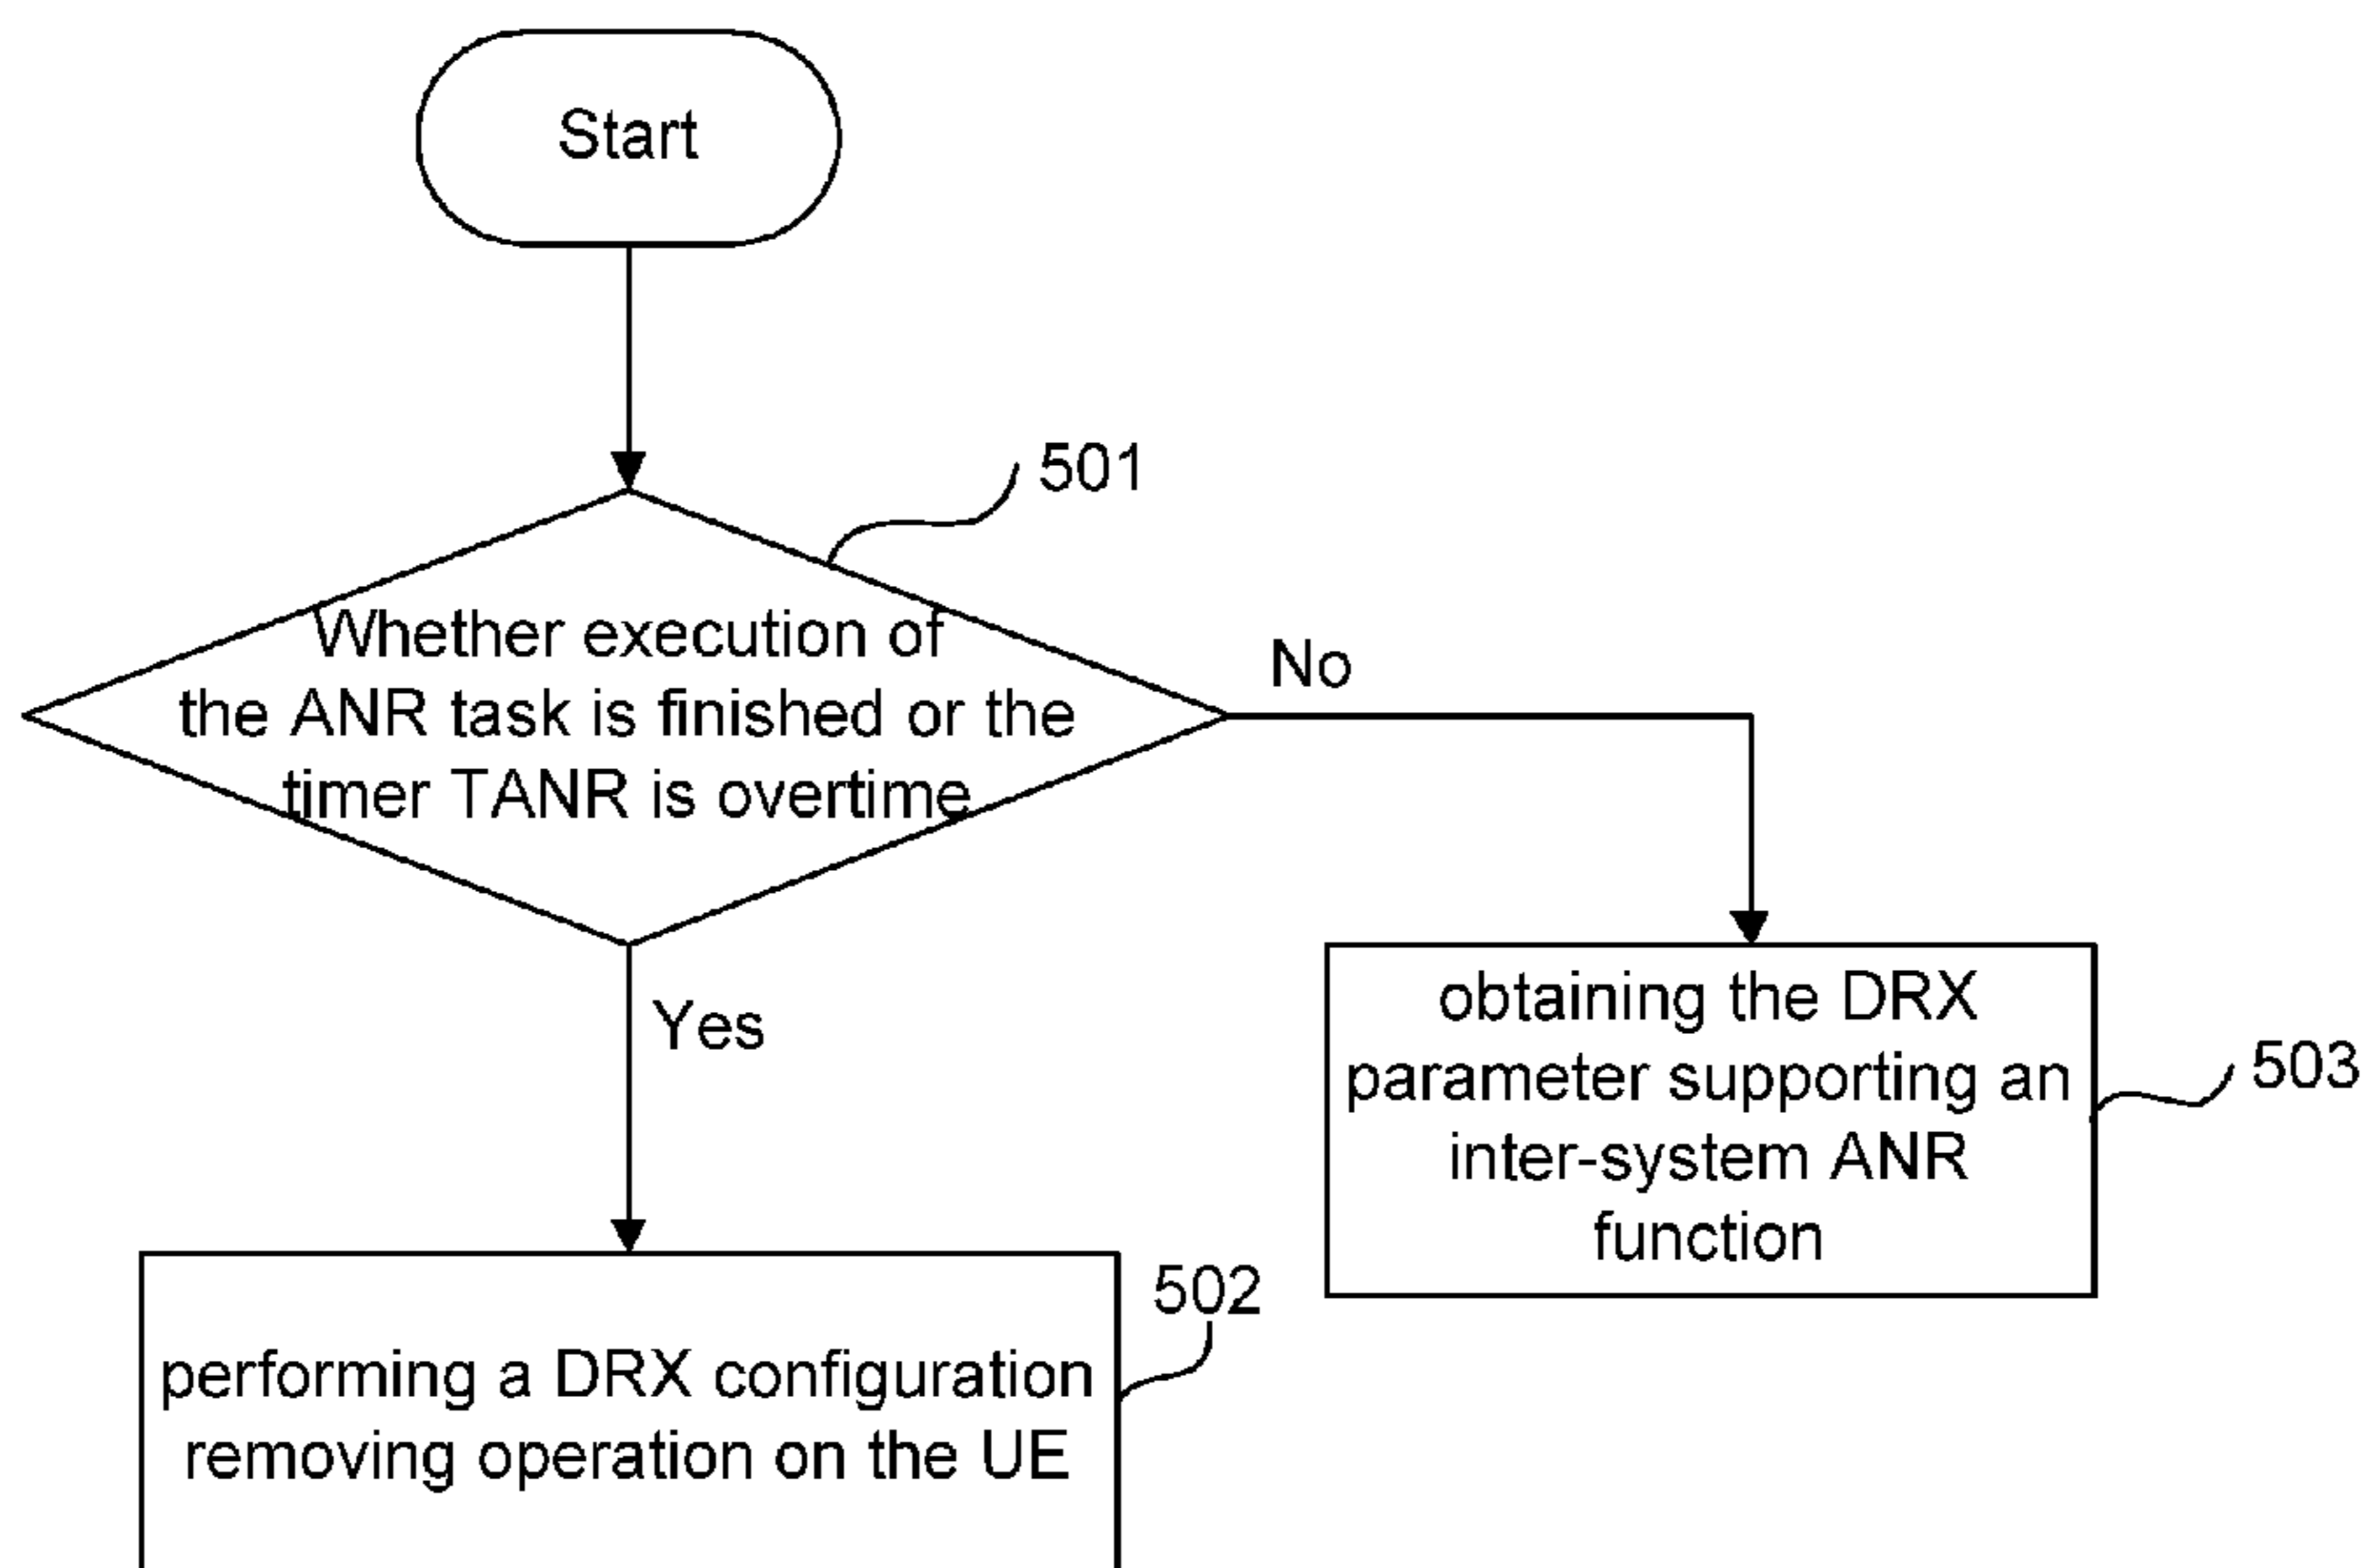 Start
501
Whether execution of
the ANR task is finished or the
timer TANR is overtime
No
Yes
obtaining the DRX
parameter supporting an
inter-system ANR
function
503
502
performing a DRX configuration
removing operation on the UE